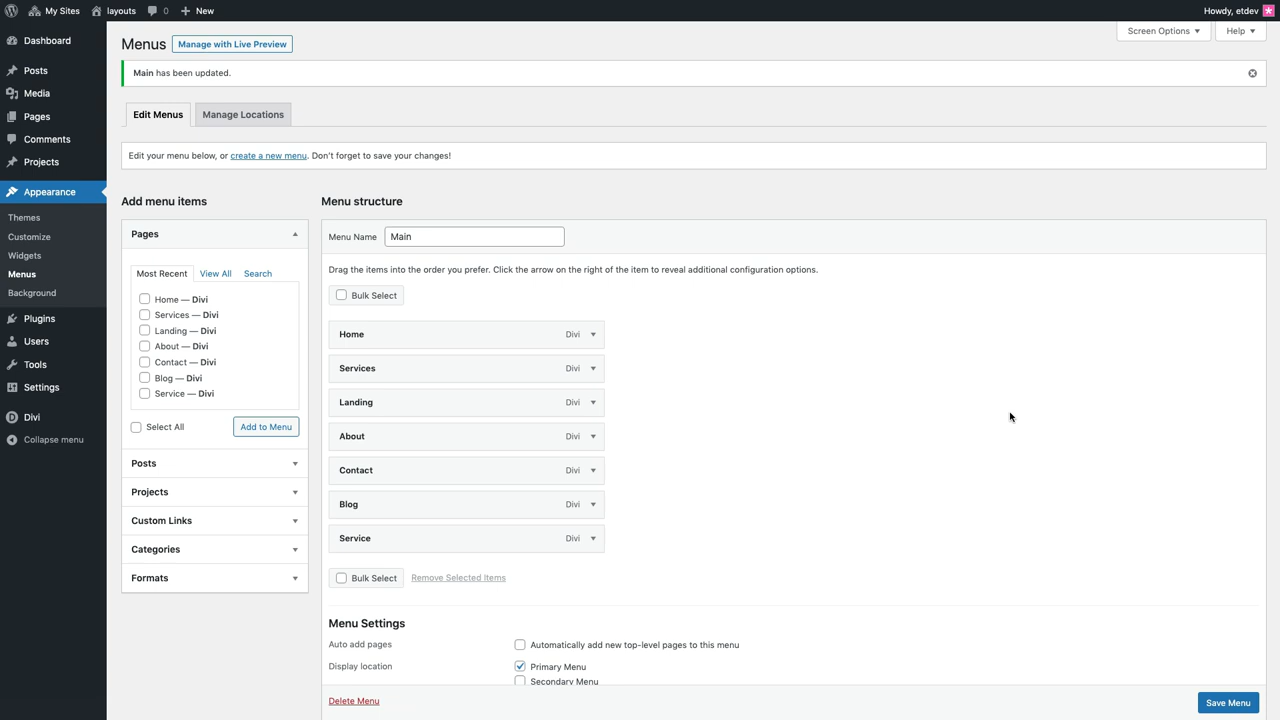 My Sites
layouts
0
New
Howdy, etdev
Dashboard
Posts
Media
Pages
Comments
Projects
Appearance
Themes
Customize
Widgets
Menus
Background
Plugins
Users
Tools
Settings
Divi
Collapse menu
Screen Options ▼
Help ▼
Menus
Manage with Live Preview
Main has been updated.
Edit Menus
Manage Locations
Edit your menu below, or create a new menu. Don't forget to save your changes!
Add menu items
Pages
Most Recent
View All
Search
Home — Divi
Services — Divi
Landing — Divi
About — Divi
Contact — Divi
Blog — Divi
Service — Divi
Select All
Add to Menu
Posts
Projects
Custom Links
Categories
Formats
Menu structure
Menu Name
Main
Drag the items into the order you prefer. Click the arrow on the right of the item to reveal additional configuration options.
Bulk Select
Home Divi
Services Divi
Landing Divi
About Divi
Contact Divi
Blog Divi
Service Divi
Bulk Select
Remove Selected Items
Menu Settings
Auto add pages
Automatically add new top-level pages to this menu
Display location
Primary Menu
Secondary Menu
Delete Menu
Save Menu